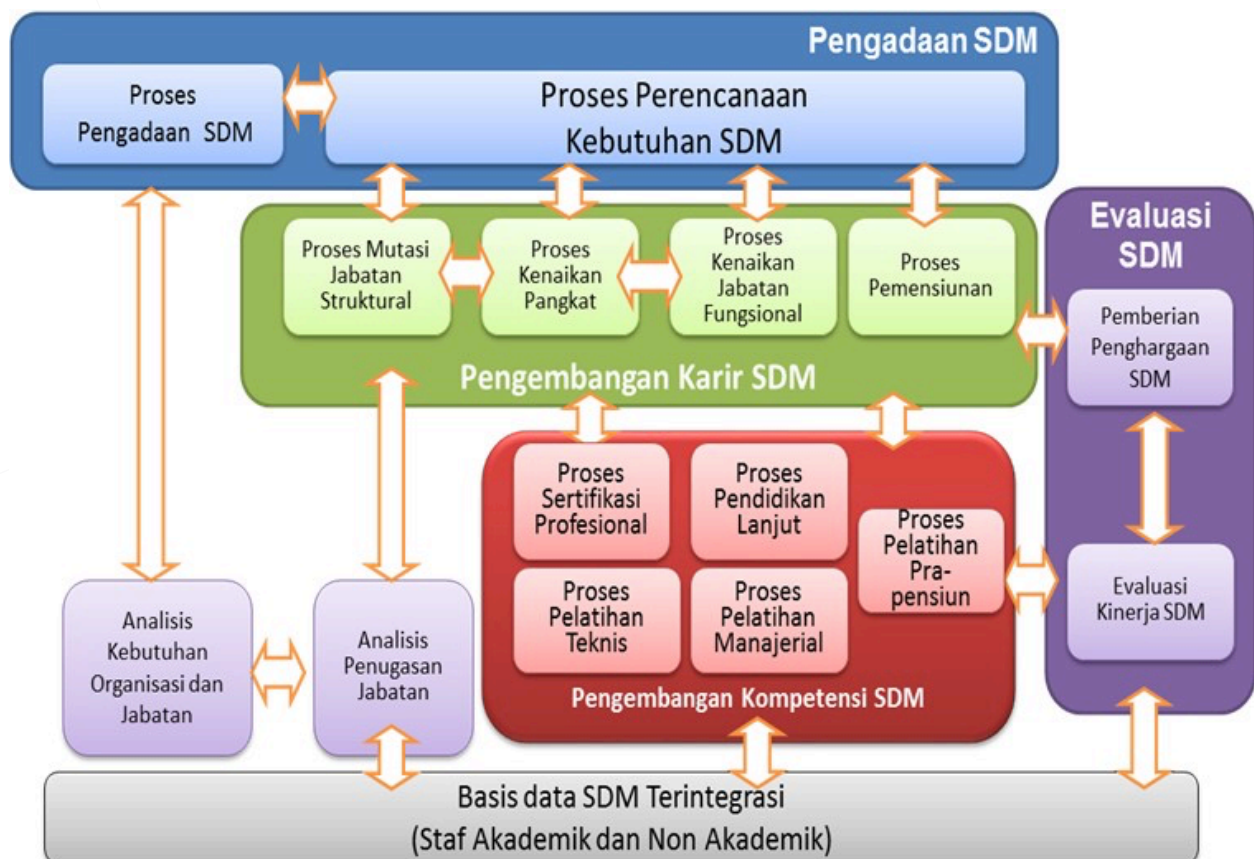 Pengadaan SDM
Proses
Pengadaan SDM
Proses Perencanaan
Kebutuhan SDM
Proses Mutasi
Jabatan
Struktural
Proses
Kenaikan
Pangkat
Proses
Kenaikan
Jabatan
Fungsional
Proses
Pemensiunan
Pengembangan Karir SDM
Evaluasi
SDM
Pemberian
Penghargaan
SDM
Evaluasi
Kinerja SDM
Proses
Sertifikasi
Profesional
Proses
Pendidikan
Lanjut
Proses
Pelatihan
Pra-
pensiun
Proses
Pelatihan
Teknis
Proses
Pelatihan
Manajerial
Pengembangan Kompetensi SDM
Analisis
Kebutuhan
Organisasi dan
Jabatan
Analisis
Penugasan
Jabatan
Basis data SDM Terintegrasi
(Staf Akademik dan Non Akademik)